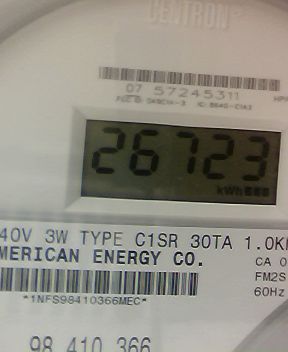 CENTRON®
07 57245311
26723
kWh
40V 3W TYPE C1SR 30TA 1.0K
MERICAN ENERGY CO.
CA 0
FM2S
60Hz
*1NFS98410366MEC*
98 410 366